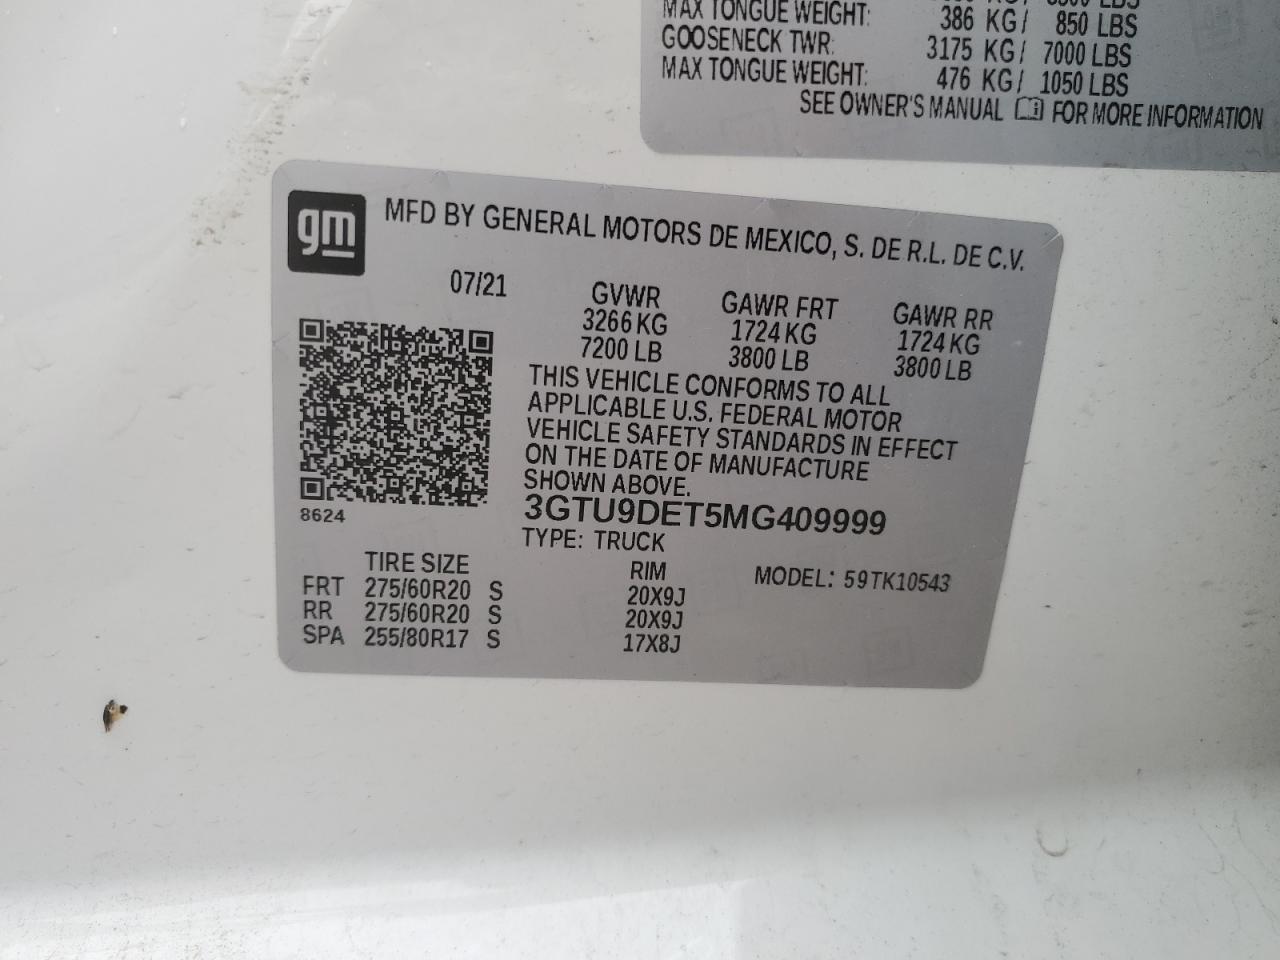 MAX TONGUE WEIGHT: 386 KG/ 850 LBS
GOOSENECK TWR: 3175 KG/ 7000 LBS
MAX TONGUE WEIGHT: 476 KG/ 1050 LBS
SEE OWNER'S MANUAL FOR MORE INFORMATION
gm
MFD BY GENERAL MOTORS DE MEXICO, S. DE R.L. DE C.V.
07/21
GVWR GAWR FRT GAWR RR
3266 KG 1724 KG 1724 KG
7200 LB 3800 LB 3800 LB
THIS VEHICLE CONFORMS TO ALL
APPLICABLE U.S. FEDERAL MOTOR
VEHICLE SAFETY STANDARDS IN EFFECT
ON THE DATE OF MANUFACTURE
SHOWN ABOVE.
3GTU9DET5MG409999
8624
TYPE: TRUCK
TIRE SIZE RIM MODEL: 59TK10543
FRT 275/60R20 S 20X9J
RR 275/60R20 S 20X9J
SPA 255/80R17 S 17X8J